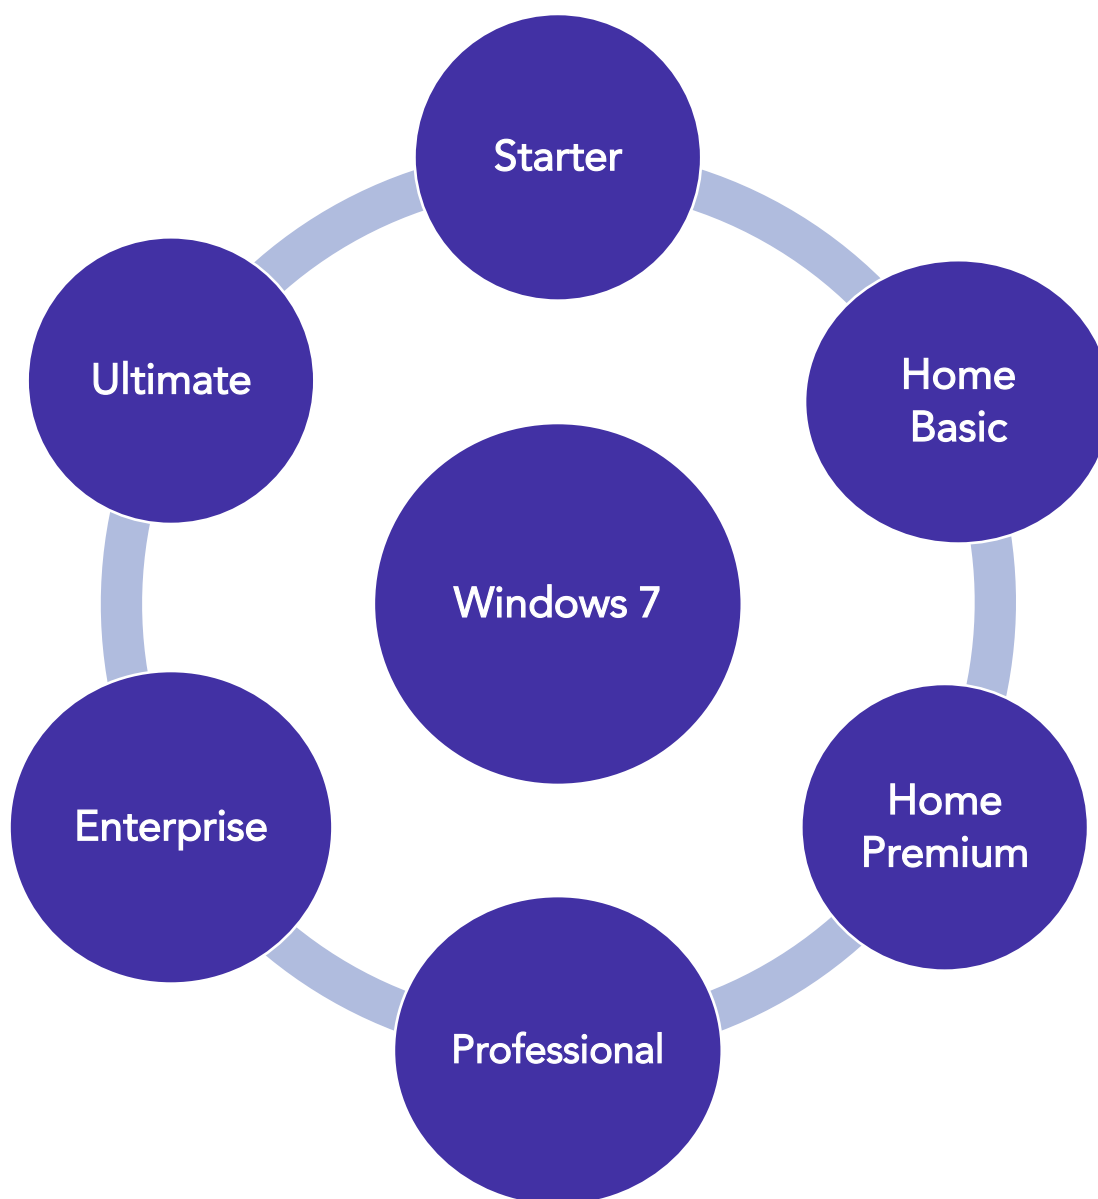 Starter
Home
Basic
Ultimate
Windows 7
Home
Premium
Enterprise
Professional